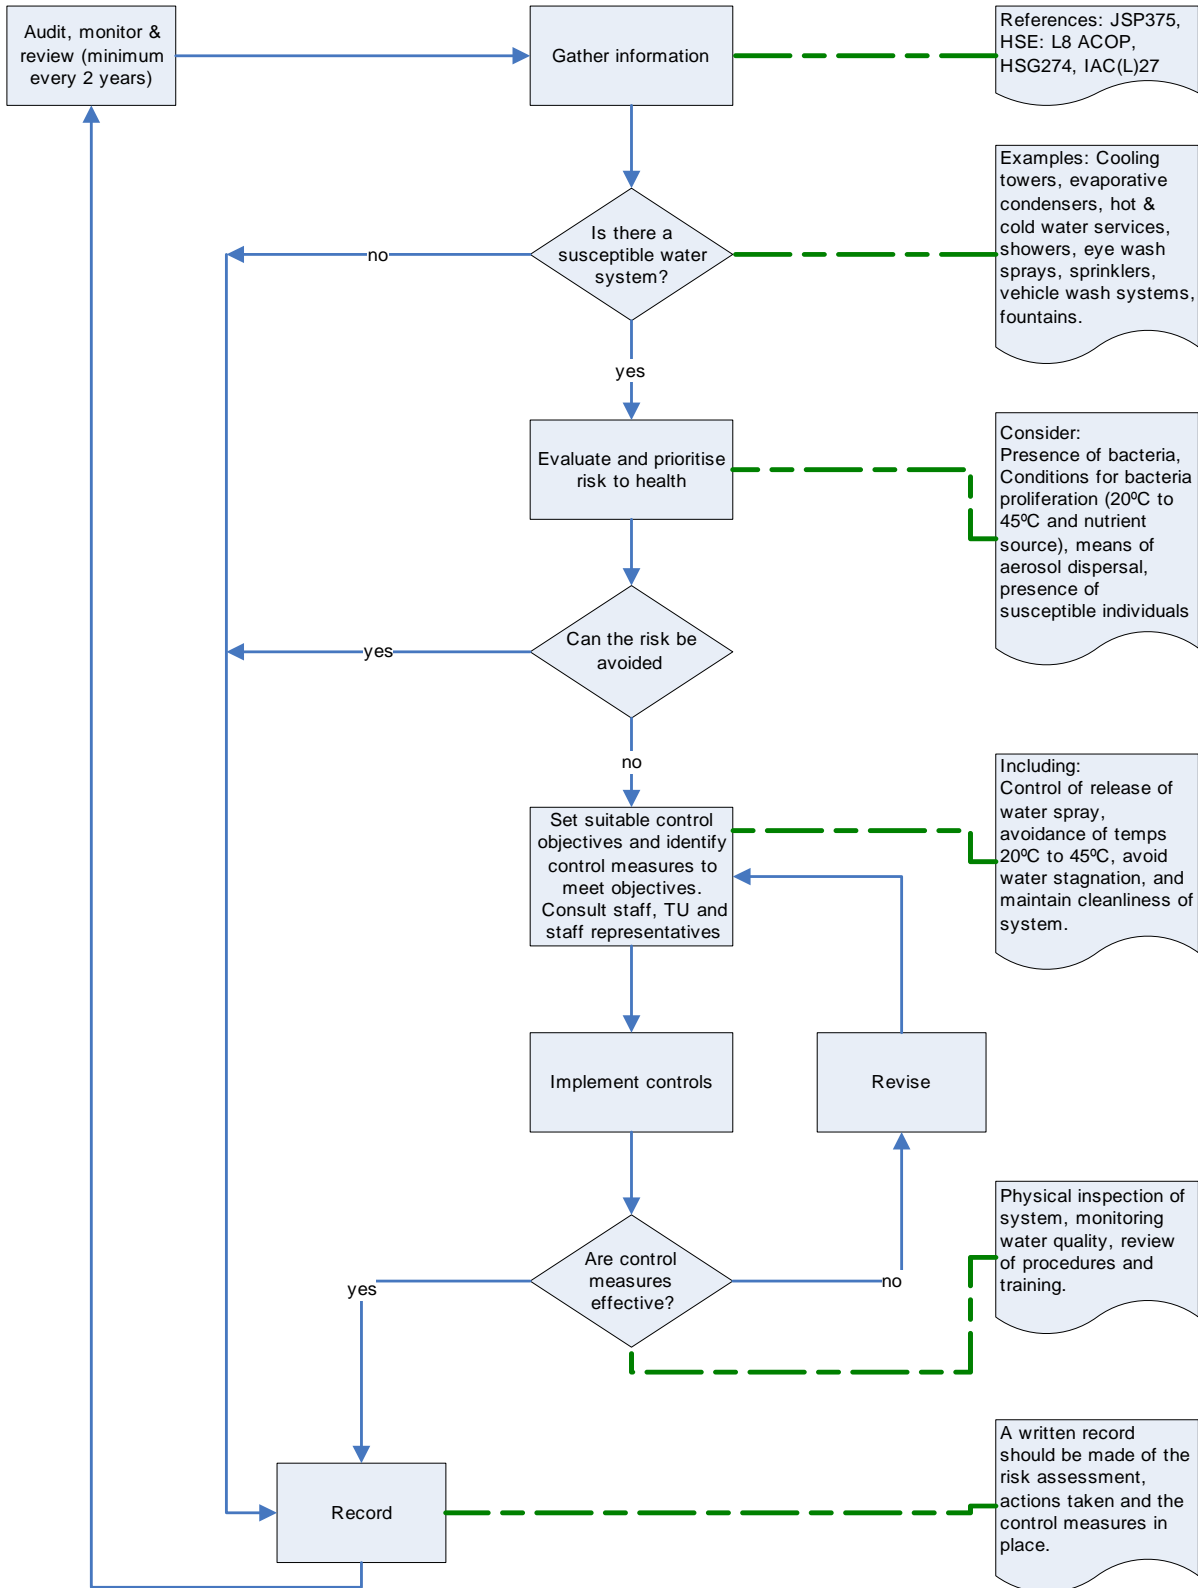 Audit, monitor &
review (minimum
every 2 years)
Gather information
References: JSP375,
HSE: L8 ACOP,
HSG274, IAC(L)27
Is there a
susceptible water
system?
no
yes
Examples: Cooling
towers, evaporative
condensers, hot &
cold water services,
showers, eye wash
sprays, sprinklers,
vehicle wash systems,
fountains.
Evaluate and prioritise
risk to health
Consider:
Presence of bacteria,
Conditions for bacteria
proliferation (20ºC to
45ºC and nutrient
source), means of
aerosol dispersal,
presence of
susceptible individuals
Can the risk be
avoided
yes
no
Set suitable control
objectives and identify
control measures to
meet objectives.
Consult staff, TU and
staff representatives
Including:
Control of release of
water spray,
avoidance of temps
20ºC to 45ºC, avoid
water stagnation, and
maintain cleanliness of
system.
Implement controls
Revise
Are control
measures
effective?
yes
no
Physical inspection of
system, monitoring
water quality, review
of procedures and
training.
Record
A written record
should be made of the
risk assessment,
actions taken and the
control measures in
place.